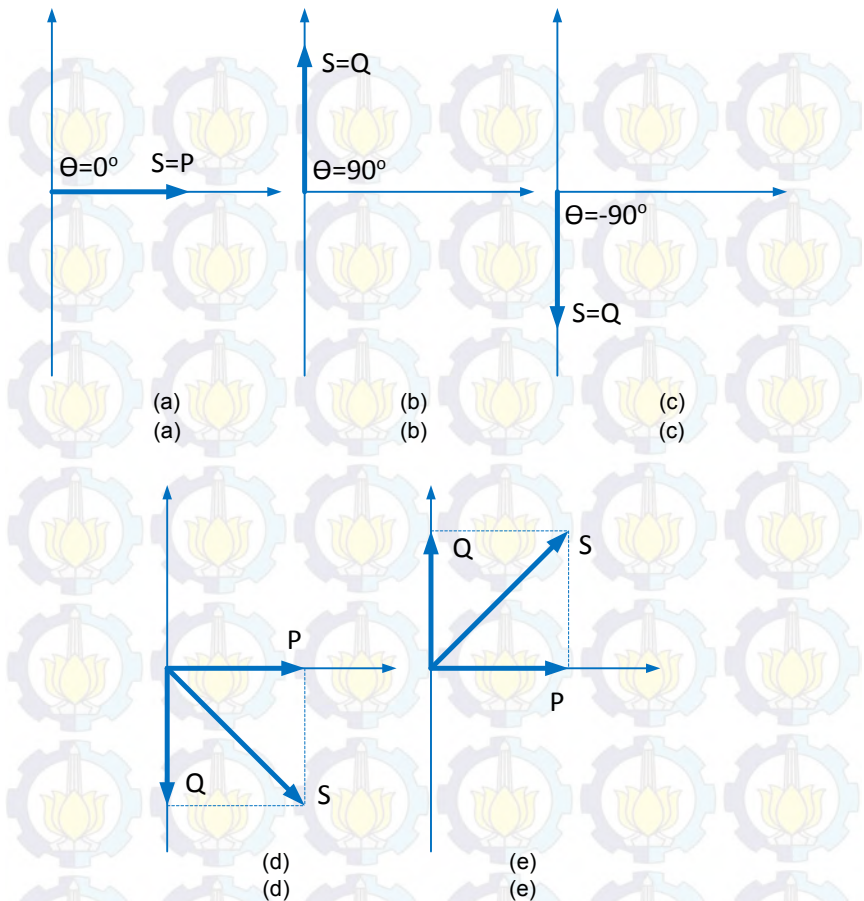 S=Q
Ɵ=0° S=P
Ɵ=90°
Ɵ=-90°
S=Q
(a) (b) (c)
(a) (b) (c)
Q S
P
P
Q S
(d) (e)
(d) (e)